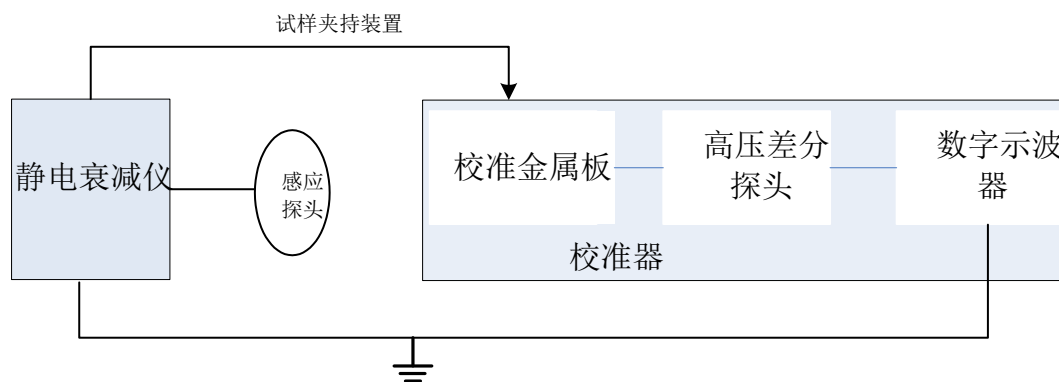 试样夹持装置
静电衰减仪
感应
探头
校准金属板
高压差分
探头
数字示波
器
校准器